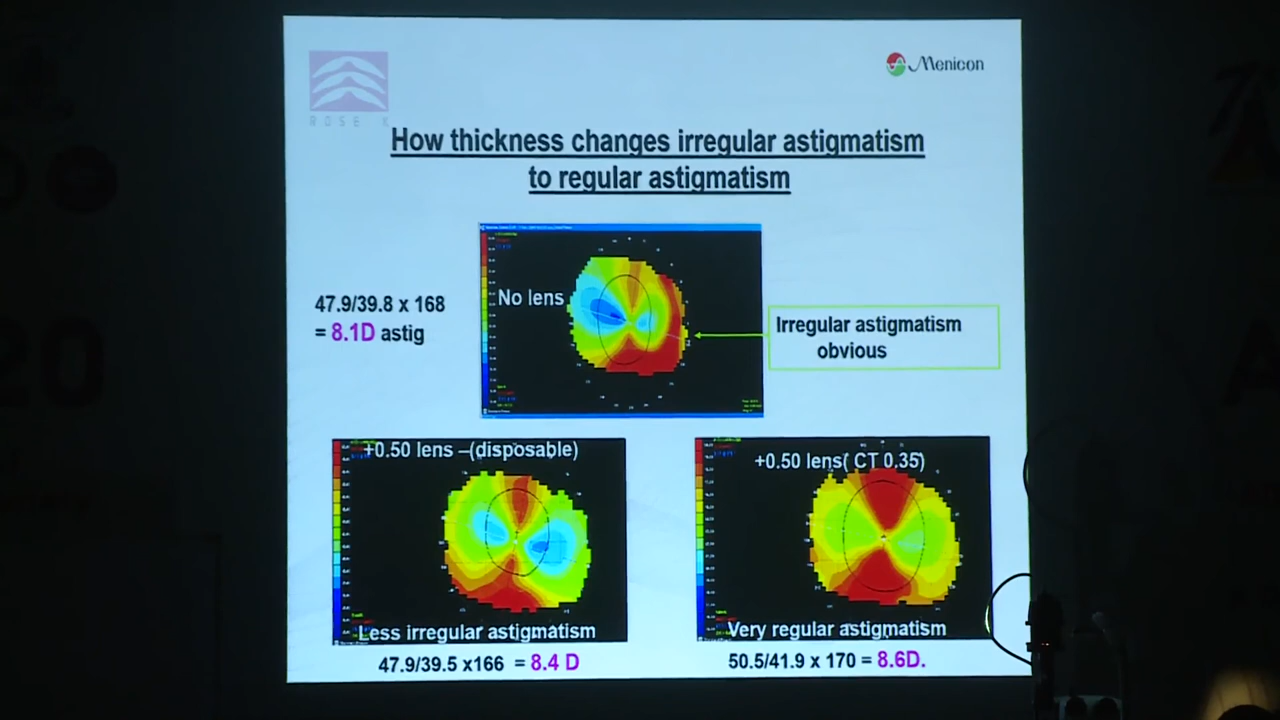 ROSE K
Menicon
How thickness changes irregular astigmatism
to regular astigmatism
47.9/39.8 x 168
= 8.1D astig
No lens
Irregular astigmatism
obvious
+0.50 lens –(disposable)
Less irregular astigmatism
47.9/39.5 x166 = 8.4 D
+0.50 lens( CT 0.35)
Very regular astigmatism
50.5/41.9 x 170 = 8.6D.
20